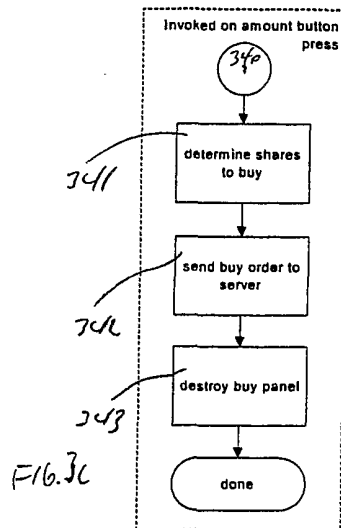 Invoked on amount button
press
340
determine shares
to buy
341
send buy order to
server
342
destroy buy panel
343
done
FIG.3c